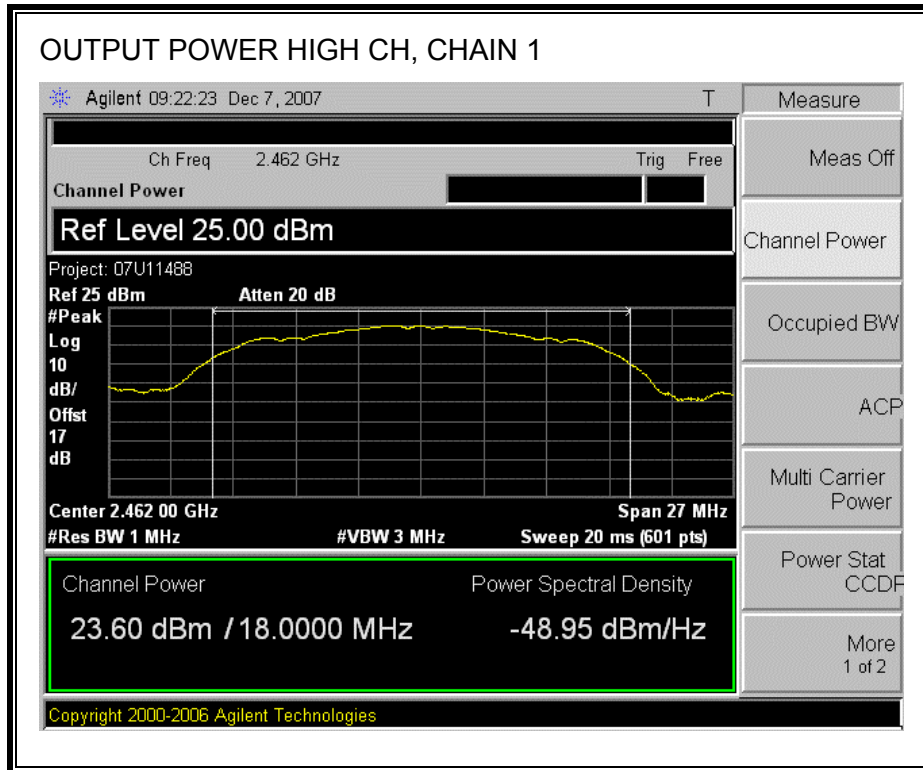 OUTPUT POWER HIGH CH, CHAIN 1
Agilent 09:22:23 Dec 7, 2007 T
Measure
Ch Freq 2.462 GHz Trig Free
Channel Power
Ref Level 25.00 dBm
Project: 07U11488
Ref 25 dBm Atten 20 dB
#Peak
Log
10
dB/
Offst
17
dB
Center 2.462 00 GHz Span 27 MHz
#Res BW 1 MHz #VBW 3 MHz Sweep 20 ms (601 pts)
Channel Power Power Spectral Density
23.60 dBm / 18.0000 MHz -48.95 dBm/Hz
Meas Off
Channel Power
Occupied BW
ACP
Multi Carrier
Power
Power Stat
CCDF
More
1 of 2
Copyright 2000-2006 Agilent Technologies